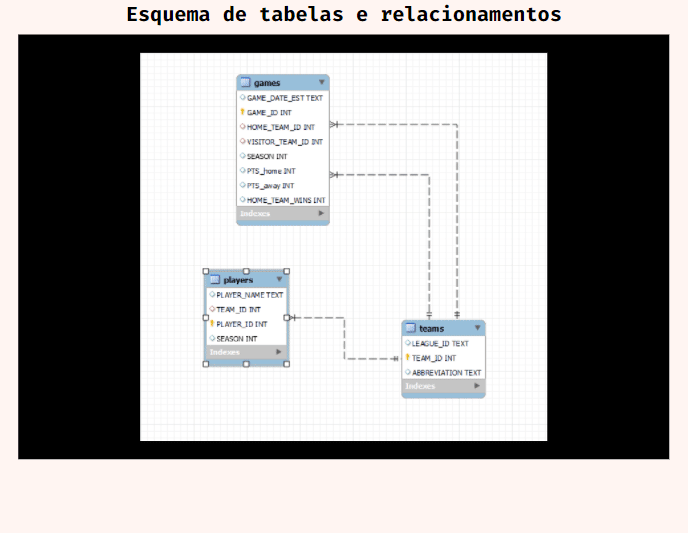 Esquema de tabelas e relacionamentos
games
GAME_DATE_EST TEXT
GAME_ID INT
HOME_TEAM_ID INT
VISITOR_TEAM_ID INT
SEASON INT
PTS_home INT
PTS_away INT
HOME_TEAM_WINS INT
Indexes
players
PLAYER_NAME TEXT
TEAM_ID INT
PLAYER_ID INT
SEASON INT
Indexes
teams
LEAGUE_ID TEXT
TEAM_ID INT
ABBREVIATION TEXT
Indexes